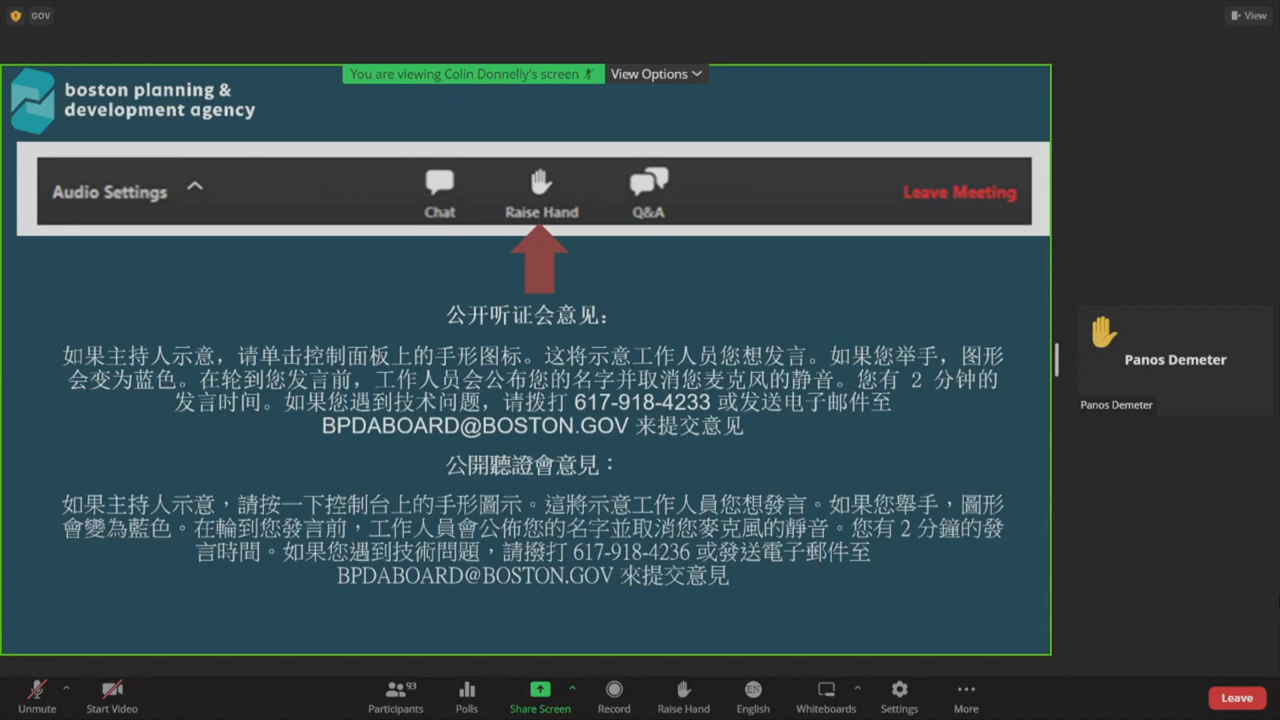 GOV
View
You are viewing Colin Donnelly's screen
View Options
boston planning &
development agency
Audio Settings
Chat
Raise Hand
Q&A
Leave Meeting
公开听证会意见：
如果主持人示意，请单击控制面板上的手形图标。这将示意工作人员您想发言。如果您举手，图形
会变为蓝色。在轮到您发言前，工作人员会公布您的名字并取消您麦克风的静音。您有 2 分钟的
发言时间。如果您遇到技术问题，请拨打 617-918-4233 或发送电子邮件至
BPDABOARD@BOSTON.GOV 来提交意见
公開聽證會意見：
如果主持人示意，請按一下控制台上的手形圖示。這將示意工作人員您想發言。如果您舉手，圖形
會變為藍色。在輪到您發言前，工作人員會公佈您的名字並取消您麥克風的靜音。您有 2 分鐘的發
言時間。如果您遇到技術問題，請撥打 617-918-4236 或發送電子郵件至
BPDABOARD@BOSTON.GOV 來提交意見
Panos Demeter
Panos Demeter
Unmute
Start Video
93
Participants
Polls
Share Screen
Record
Raise Hand
EN
English
Whiteboards
Settings
More
Leave